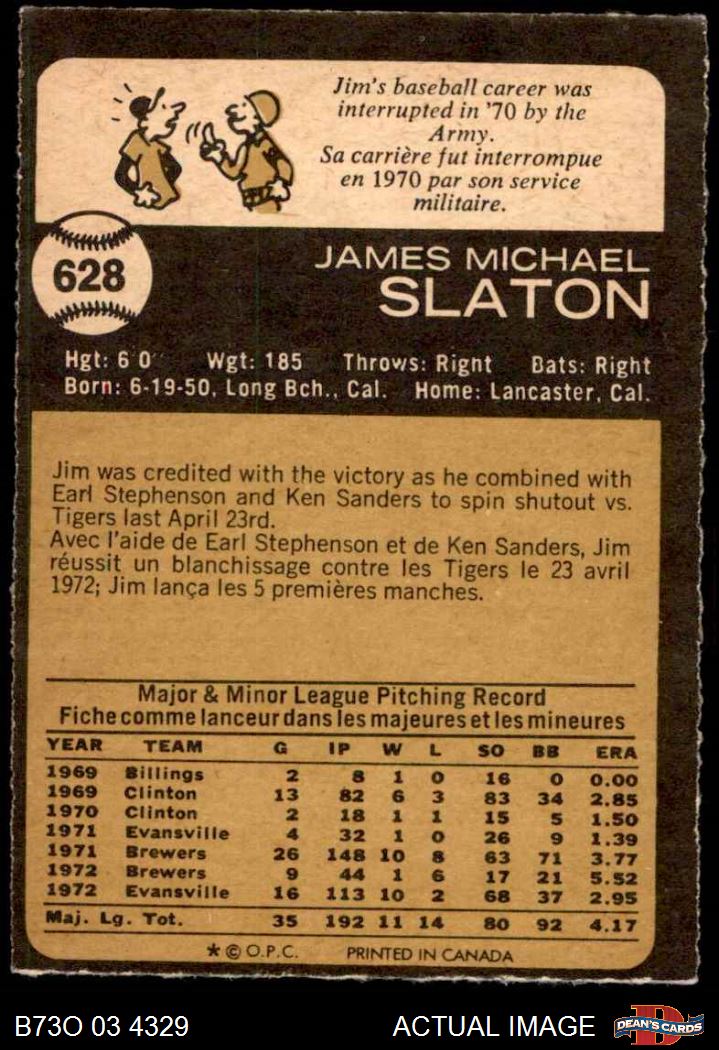 Jim's baseball career was
interrupted in '70 by the
Army.
Sa carrière fut interrompue
en 1970 par son service
militaire.
628
JAMES MICHAEL
SLATON
Hgt: 6'0" Wgt: 185 Throws: Right Bats: Right
Born: 6-19-50, Long Bch., Cal. Home: Lancaster, Cal.
Jim was credited with the victory as he combined with
Earl Stephenson and Ken Sanders to spin shutout vs.
Tigers last April 23rd.
Avec l'aide de Earl Stephenson et de Ken Sanders, Jim
réussit un blanchissage contre les Tigers le 23 avril
1972; Jim lança les 5 premières manches.
Major & Minor League Pitching Record
Fiche comme lanceur dans les majeures et les mineures
YEAR TEAM G IP W L SO BB ERA
1969 Billings 2 8 1 0 16 0 0.00
1969 Clinton 13 82 6 3 83 34 2.85
1970 Clinton 2 18 1 1 15 5 1.50
1971 Evansville 4 32 1 0 26 9 1.39
1971 Brewers 26 148 10 8 63 71 3.77
1972 Brewers 9 44 1 6 17 21 5.52
1972 Evansville 16 113 10 2 68 37 2.95
Maj. Lg. Tot. 35 192 11 14 80 92 4.17
* © O.P.C. PRINTED IN CANADA
B73O 03 4329 ACTUAL IMAGE DEAN'S CARDS